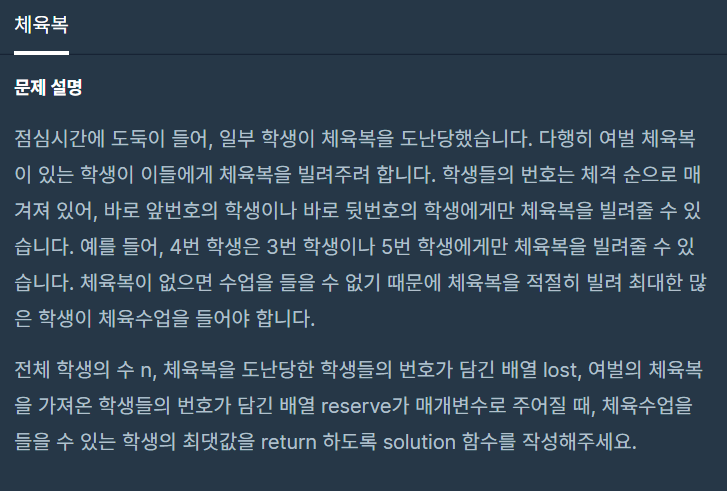 체육복
문제 설명
점심시간에 도둑이 들어, 일부 학생이 체육복을 도난당했습니다. 다행히 여벌 체육복
이 있는 학생이 이들에게 체육복을 빌려주려 합니다. 학생들의 번호는 체격 순으로 매
겨져 있어, 바로 앞번호의 학생이나 바로 뒷번호의 학생에게만 체육복을 빌려줄 수 있
습니다. 예를 들어, 4번 학생은 3번 학생이나 5번 학생에게만 체육복을 빌려줄 수 있
습니다. 체육복이 없으면 수업을 들을 수 없기 때문에 체육복을 적절히 빌려 최대한 많
은 학생이 체육수업을 들어야 합니다.
전체 학생의 수 n, 체육복을 도난당한 학생들의 번호가 담긴 배열 lost, 여벌의 체육복
을 가져온 학생들의 번호가 담긴 배열 reserve가 매개변수로 주어질 때, 체육수업을
들을 수 있는 학생의 최댓값을 return 하도록 solution 함수를 작성해주세요.